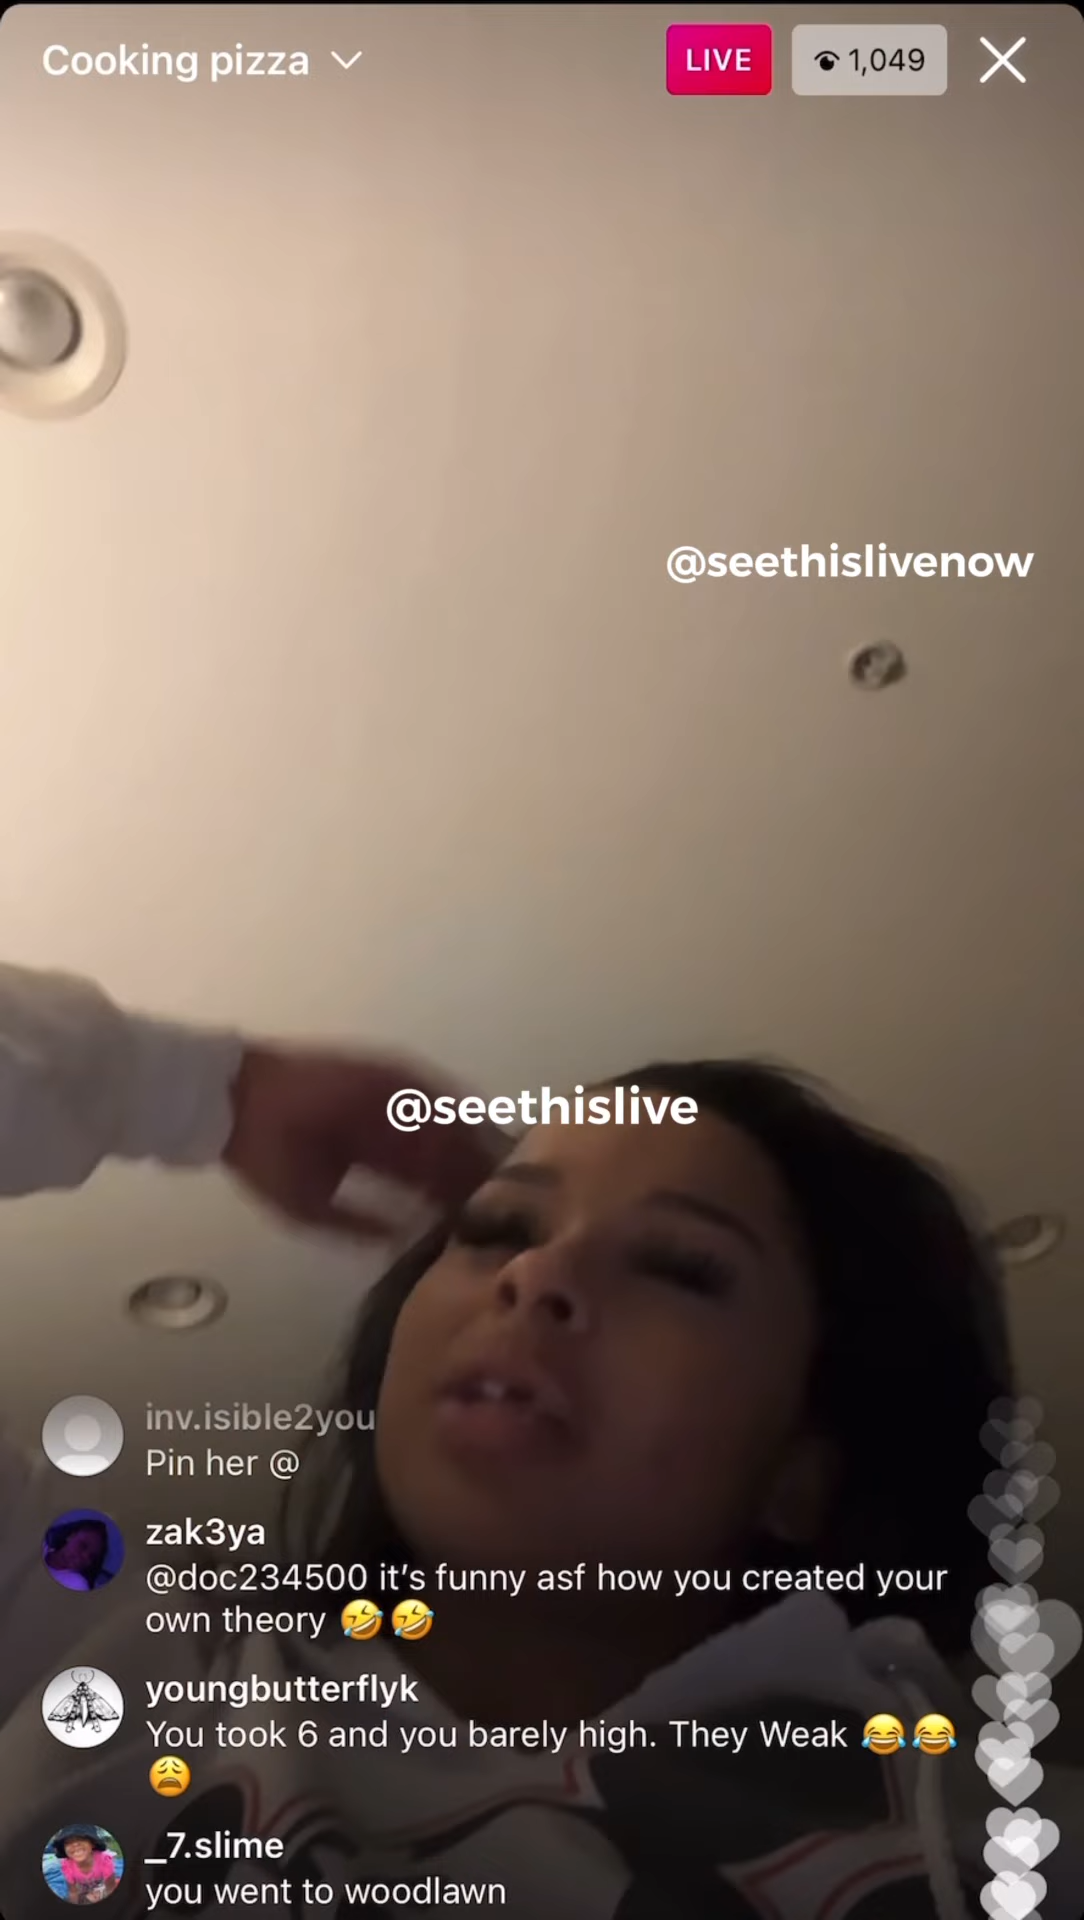 Cooking pizza
LIVE
1,049
@seethislivenow
@seethislive
inv.isible2you
Pin her @
zak3ya
@doc234500 it’s funny asf how you created your
own theory 🤣🤣
youngbutterflyk
You took 6 and you barely high. They Weak 😂😂
😩
_7.slime
you went to woodlawn